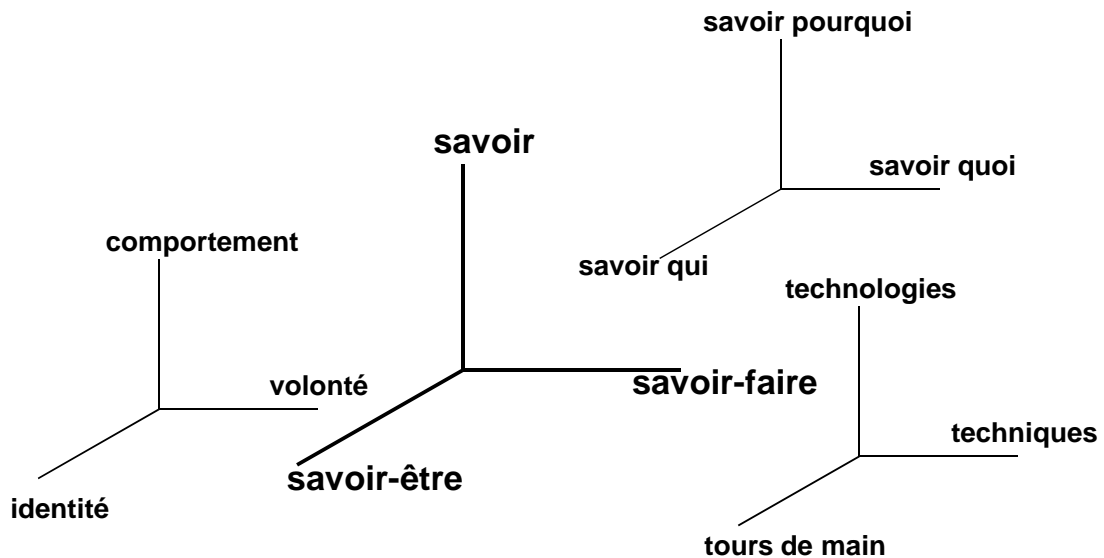 savoir pourquoi
savoir
savoir quoi
comportement
savoir qui
technologies
volonté
savoir-faire
techniques
savoir-être
identité
tours de main